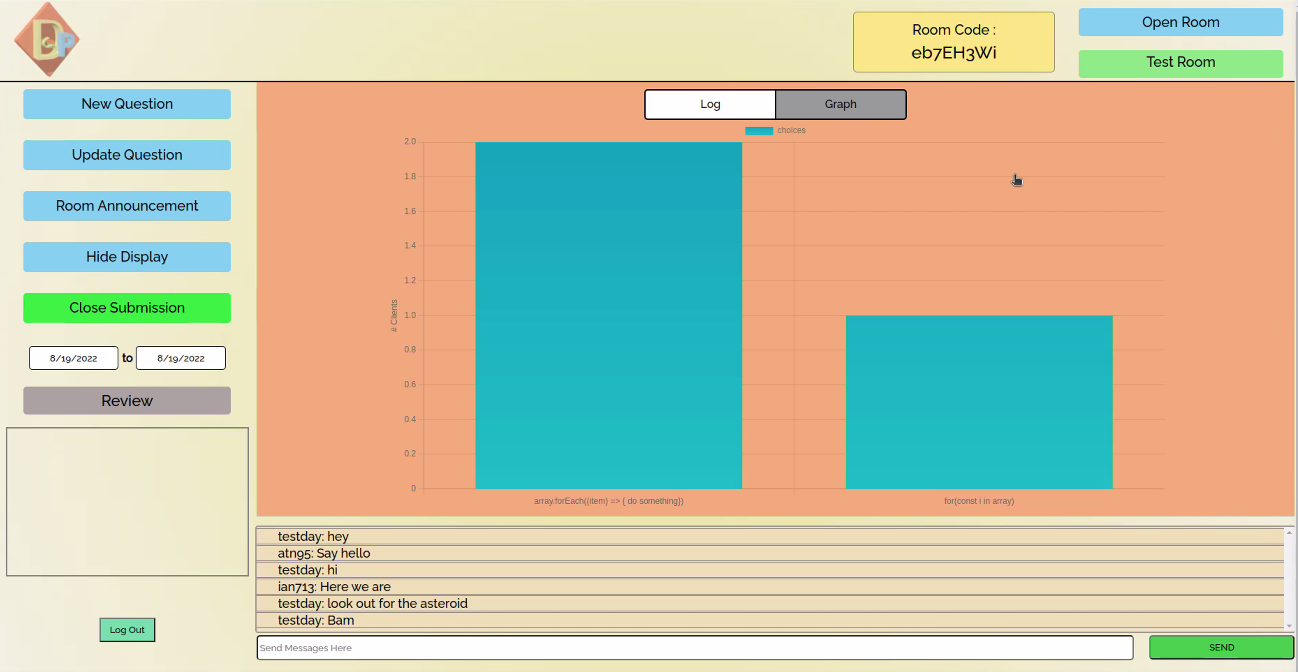 DCP
Room Code :
eb7EH3Wi
Open Room
Test Room
New Question
Update Question
Room Announcement
Hide Display
Close Submission
8/19/2022 to 8/19/2022
Review
Log Out
Log Graph
choices
2.0
1.8
1.6
1.4
1.2
1.0
0.8
0.6
0.4
0.2
0
# Clients
array.forEach((item) => { do something})
for(const i in array)
testday: hey
atn95: Say hello
testday: hi
ian713: Here we are
testday: look out for the asteroid
testday: Bam
Send Messages Here
SEND